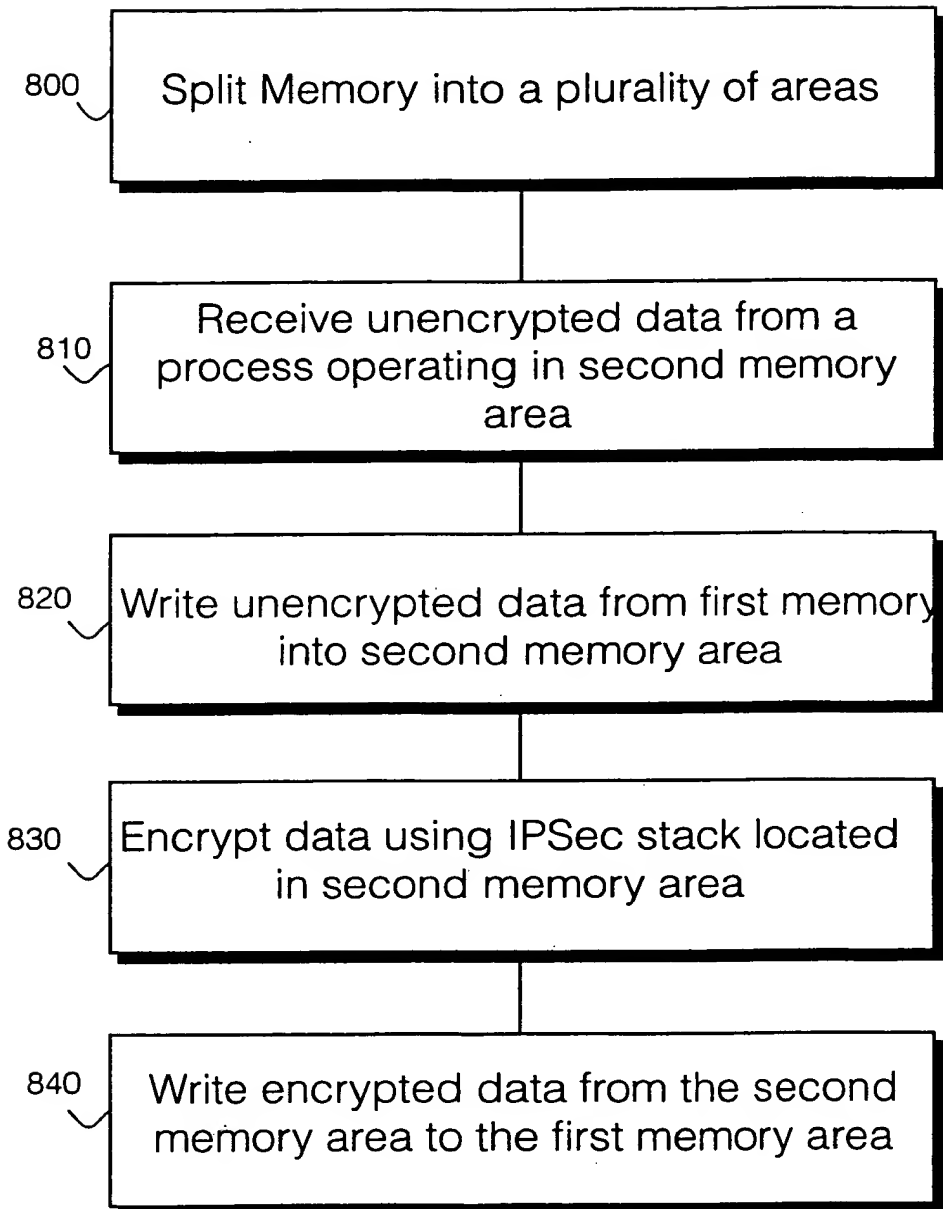 800
Split Memory into a plurality of areas
810
Receive unencrypted data from a
process operating in second memory
area
820
Write unencrypted data from first memory
into second memory area
830
Encrypt data using IPSec stack located
in second memory area
840
Write encrypted data from the second
memory area to the first memory area